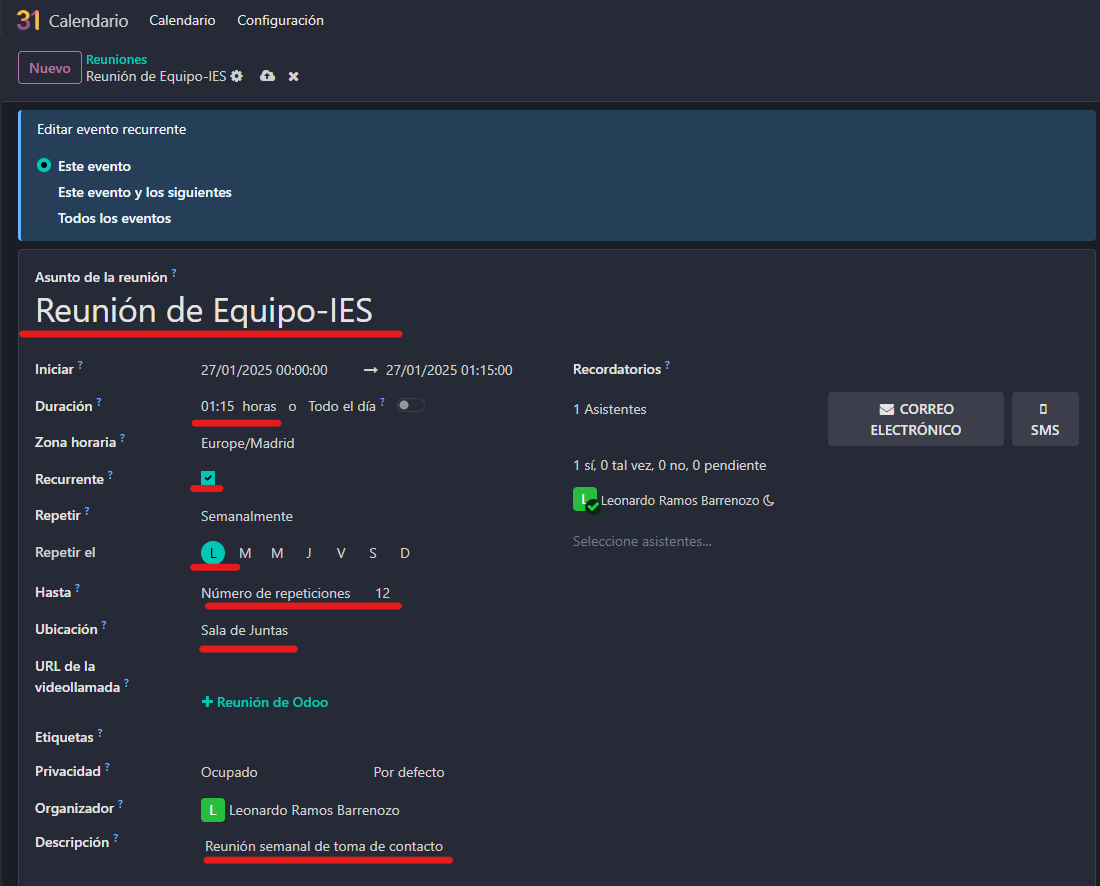 31 Calendario Calendario Configuración
Nuevo
Reuniones
Reunión de Equipo-IES
Editar evento recurrente
Este evento
Este evento y los siguientes
Todos los eventos
Asunto de la reunión ?
Reunión de Equipo-IES
Iniciar ? 27/01/2025 00:00:00 → 27/01/2025 01:15:00
Duración ? 01:15 horas o Todo el día ?
Zona horaria ? Europe/Madrid
Recurrente ?
Repetir ? Semanalmente
Repetir el L M M J V S D
Hasta ? Número de repeticiones 12
Ubicación ? Sala de Juntas
URL de la
videollamada ?
+ Reunión de Odoo
Etiquetas ?
Privacidad ? Ocupado Por defecto
Organizador ? L Leonardo Ramos Barrenozo
Descripción ? Reunión semanal de toma de contacto
Recordatorios ?
1 Asistentes
CORREO
ELECTRÓNICO
SMS
1 sí, 0 tal vez, 0 no, 0 pendiente
L Leonardo Ramos Barrenozo
Seleccione asistentes...